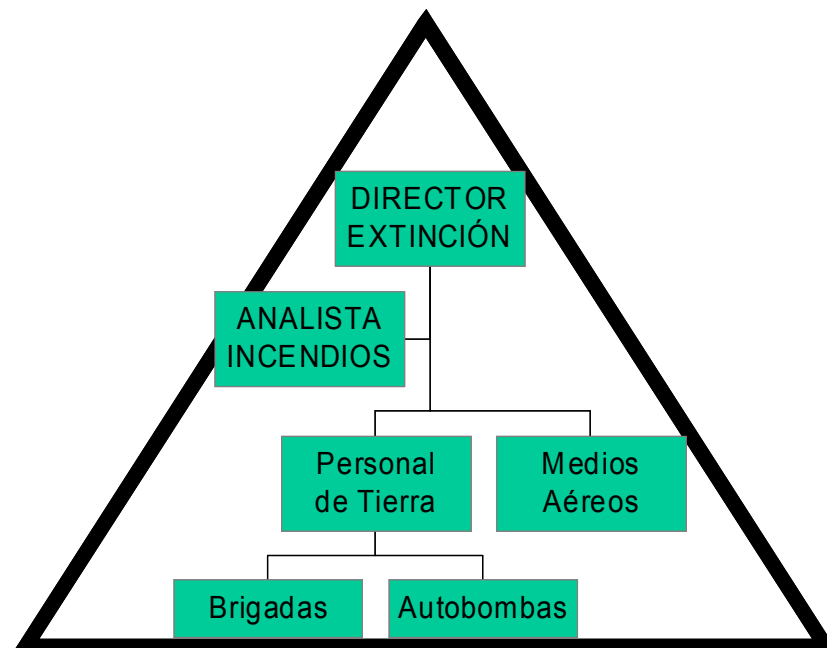 DIRECTOR
EXTINCIÓN
ANALISTA
INCENDIOS
Personal
de Tierra
Medios
Aéreos
Brigadas
Autobombas